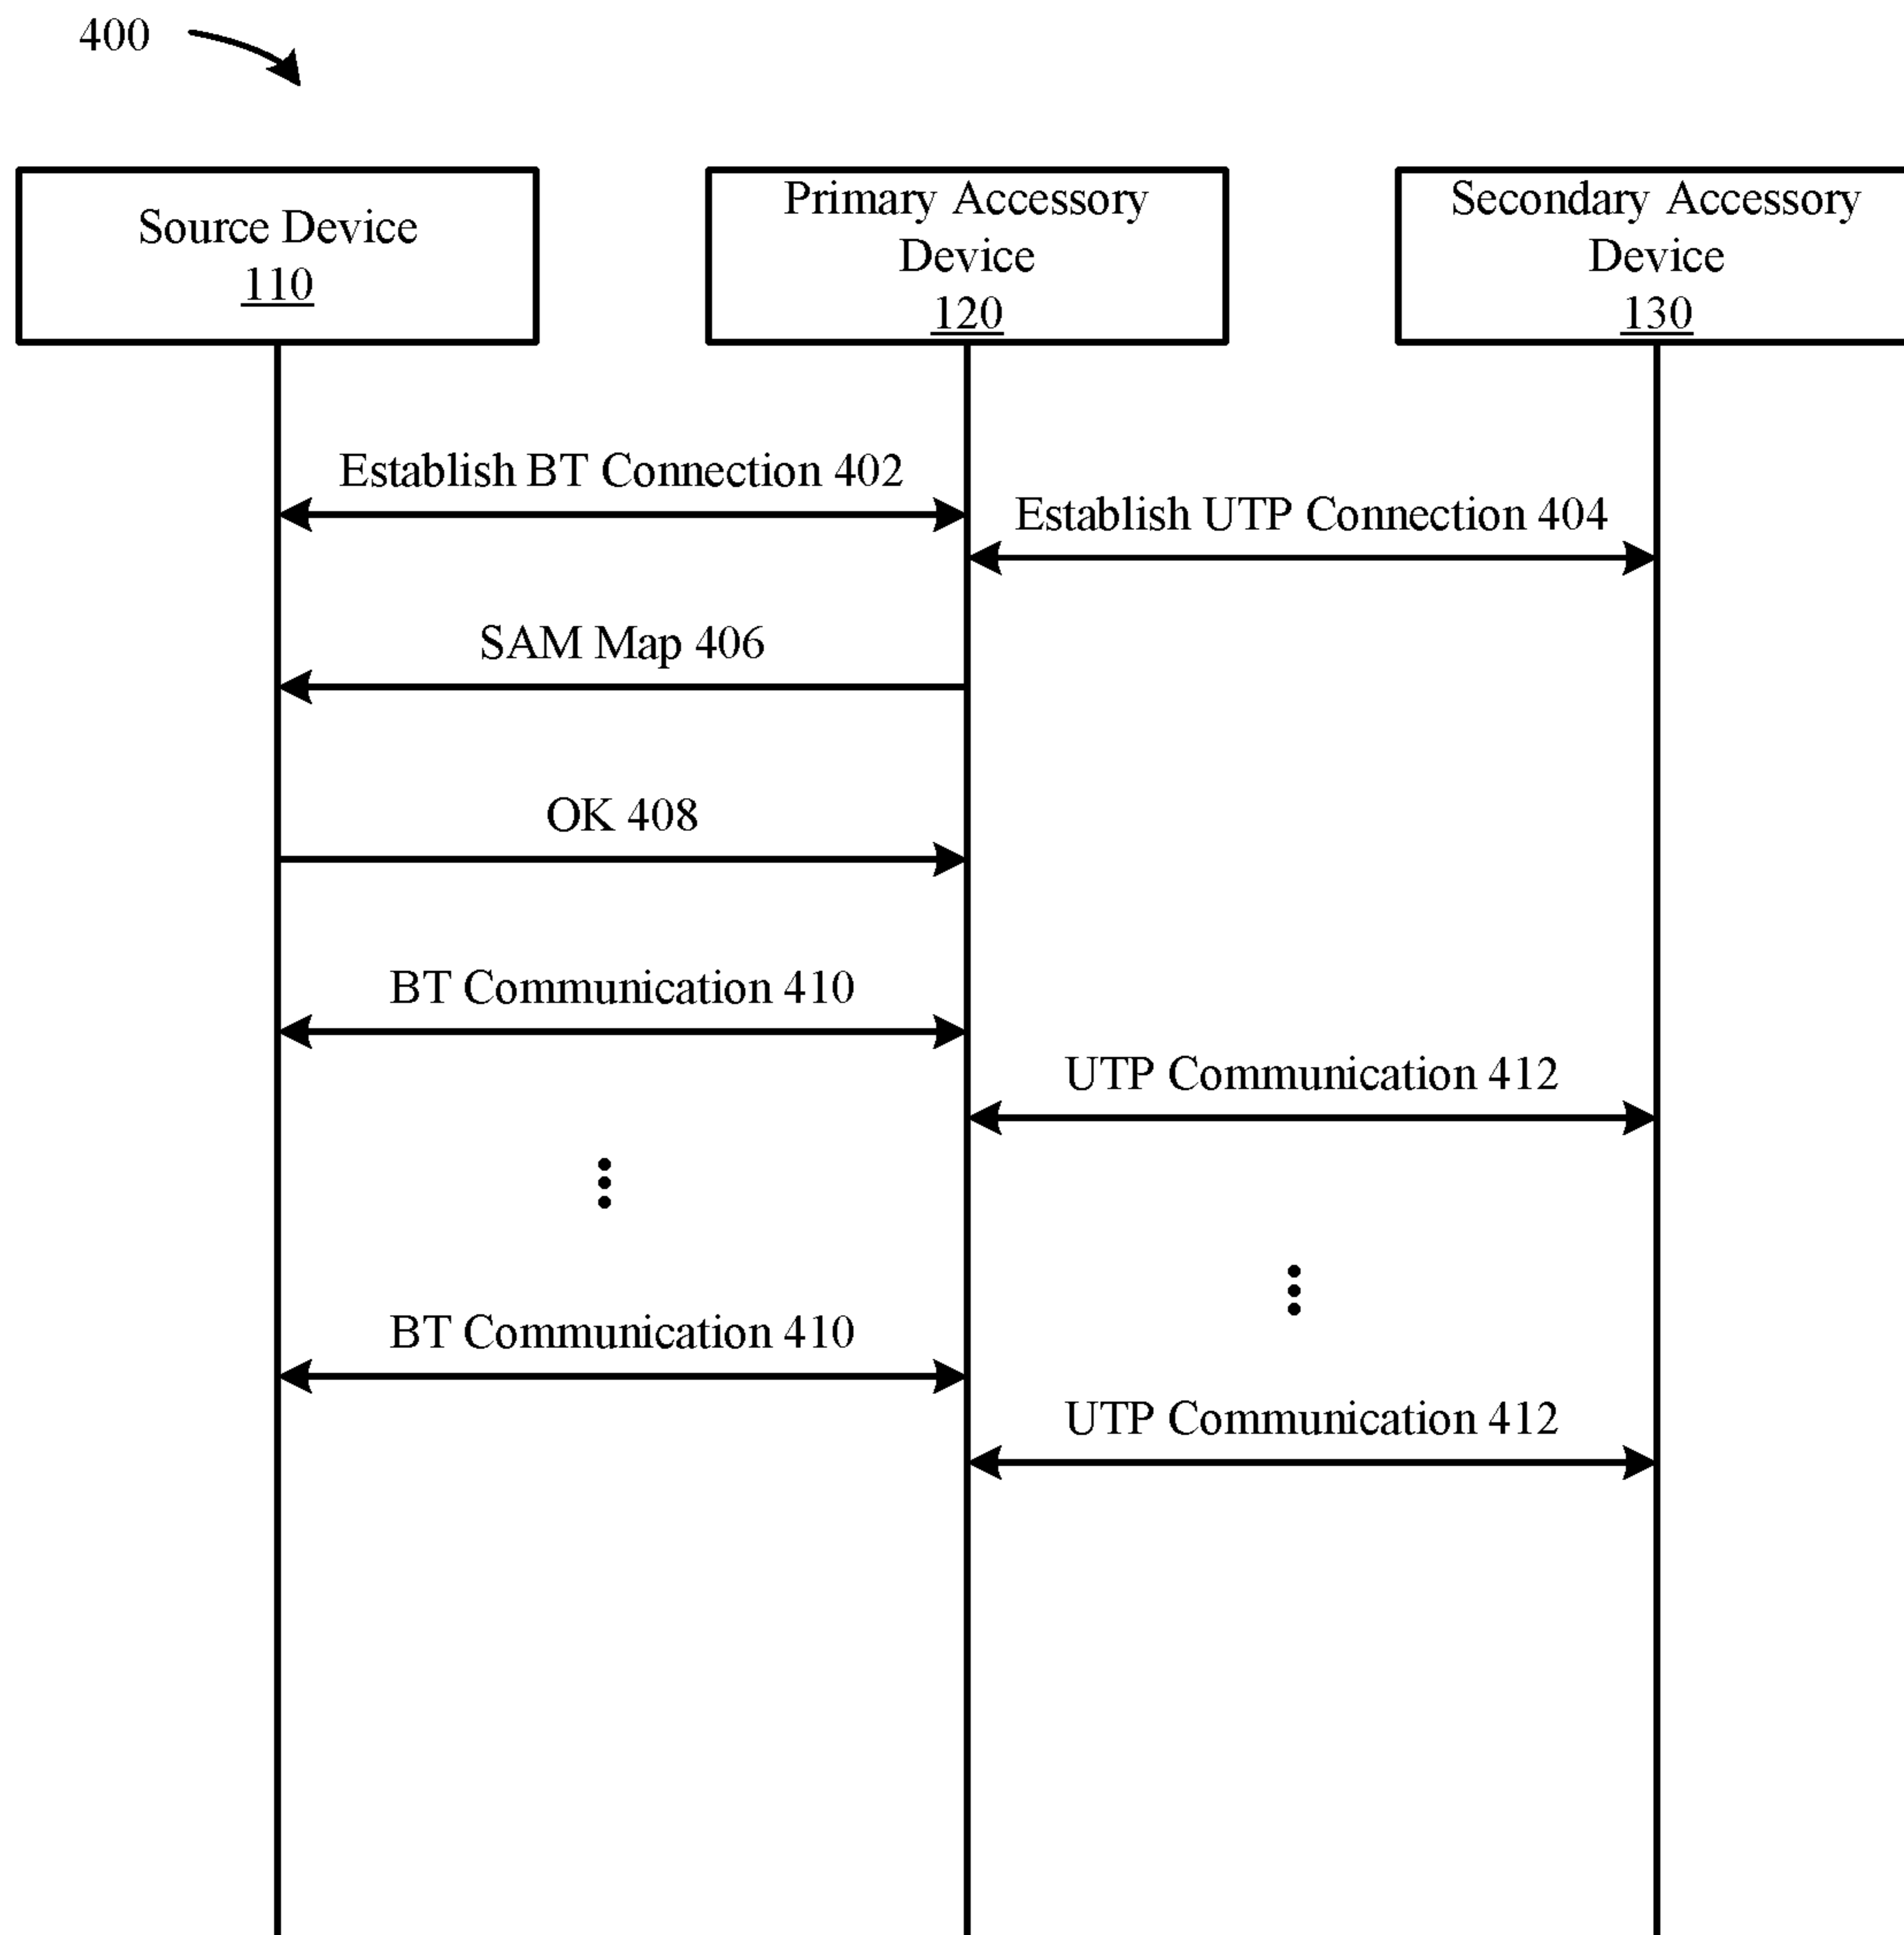 400
Source Device
110
Primary Accessory
Device
120
Secondary Accessory
Device
130
Establish BT Connection 402
Establish UTP Connection 404
SAM Map 406
OK 408
BT Communication 410
UTP Communication 412
BT Communication 410
UTP Communication 412